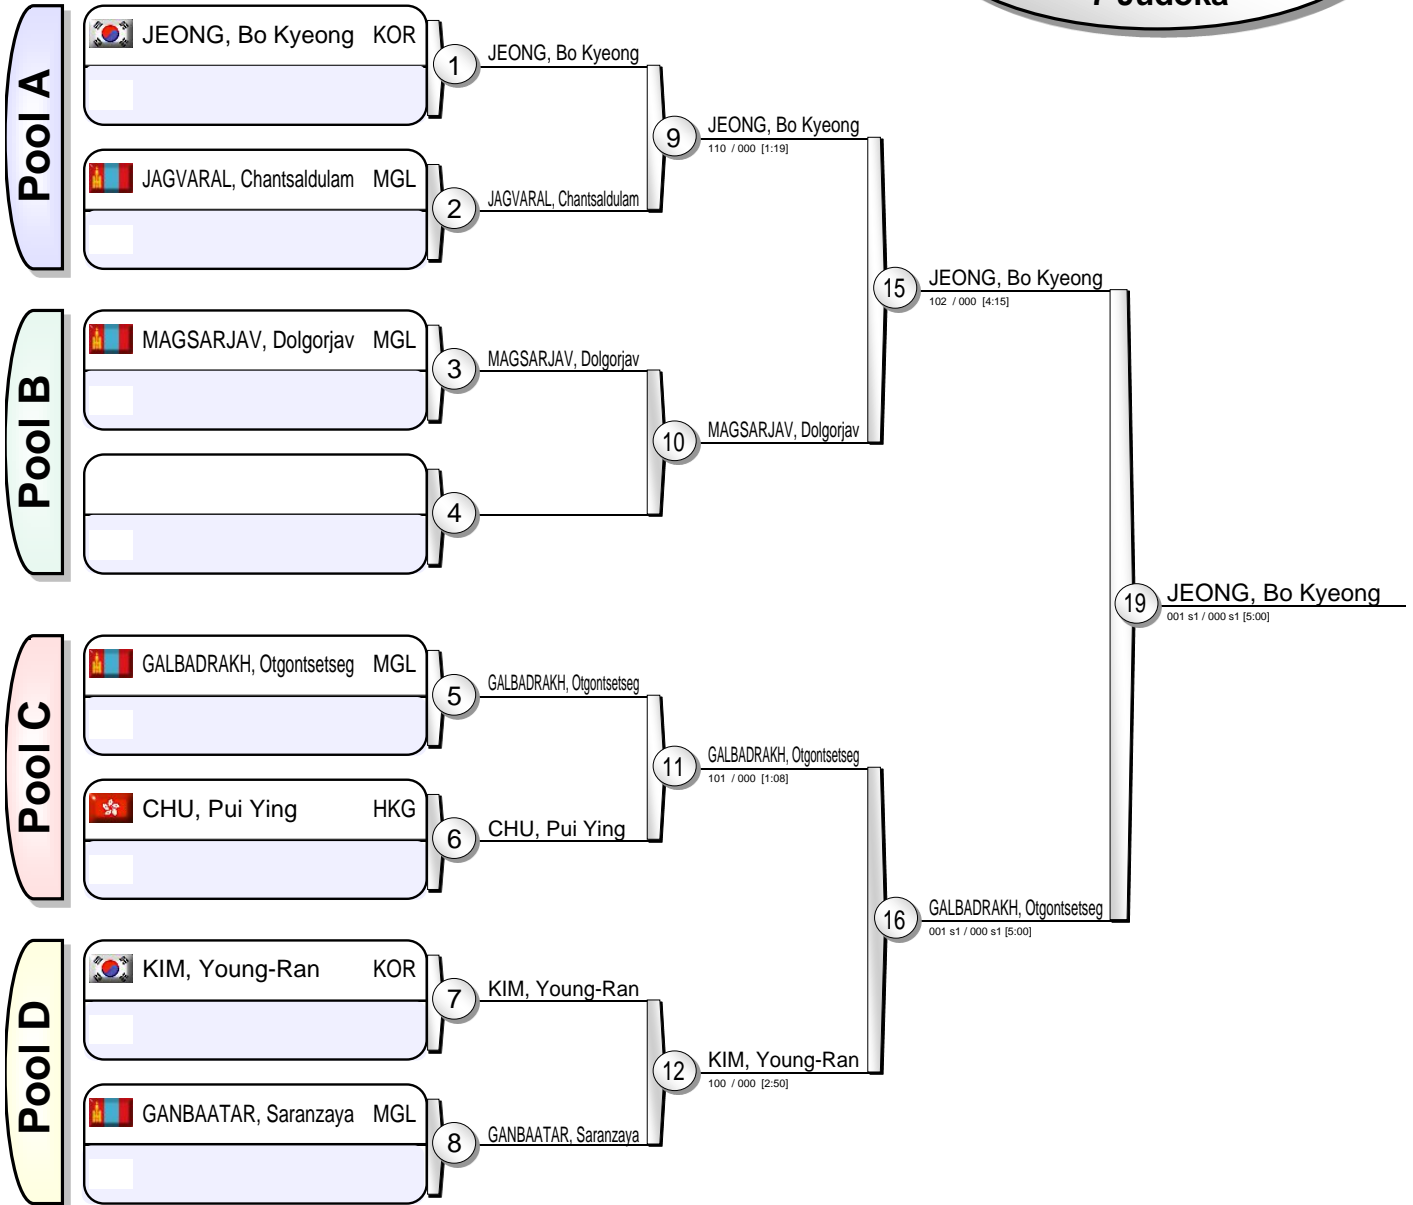 7 Judoka
Pool A
JEONG, Bo Kyeong KOR
1
JEONG, Bo Kyeong
JAGVARAL, Chantsaldulam MGL
2
JAGVARAL, Chantsaldulam
9
JEONG, Bo Kyeong
110 / 000 [1:19]
Pool B
MAGSARJAV, Dolgorjav MGL
3
MAGSARJAV, Dolgorjav
4
10
MAGSARJAV, Dolgorjav
15
JEONG, Bo Kyeong
102 / 000 [4:15]
Pool C
GALBADRAKH, Otgontsetseg MGL
5
GALBADRAKH, Otgontsetseg
CHU, Pui Ying HKG
6
CHU, Pui Ying
11
GALBADRAKH, Otgontsetseg
101 / 000 [1:08]
Pool D
KIM, Young-Ran KOR
7
KIM, Young-Ran
GANBAATAR, Saranzaya MGL
8
GANBAATAR, Saranzaya
12
KIM, Young-Ran
100 / 000 [2:50]
16
GALBADRAKH, Otgontsetseg
001 s1 / 000 s1 [5:00]
19
JEONG, Bo Kyeong
001 s1 / 000 s1 [5:00]